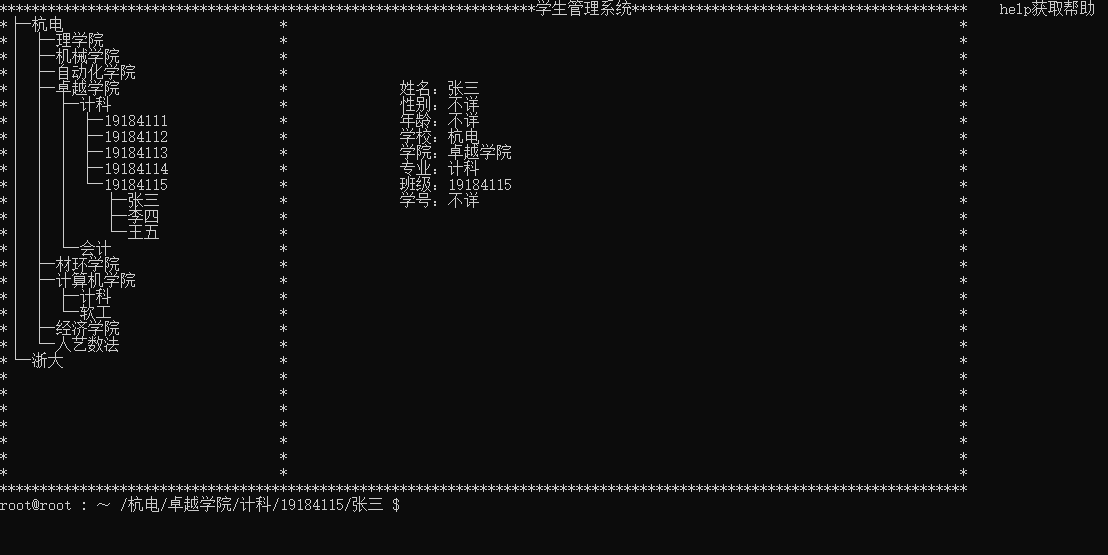 *******************************************************************学生管理系统****************************************** help获取帮助
* ├─杭电 * *
* │ ├─理学院 * *
* │ ├─机械学院 * *
* │ ├─自动化学院 * *
* │ ├─卓越学院 * 姓名：张三 *
* │ │ ├─计科 * 性别：不详 *
* │ │ │ ├─19184111 * 年龄：不详 *
* │ │ │ ├─19184112 * 学校：杭电 *
* │ │ │ ├─19184113 * 学院：卓越学院 *
* │ │ │ ├─19184114 * 专业：计科 *
* │ │ │ └─19184115 * 班级：19184115 *
* │ │ │ ├─张三 * 学号：不详 *
* │ │ │ ├─李四 * *
* │ │ │ └─王五 * *
* │ │ └─会计 * *
* │ ├─材环学院 * *
* │ ├─计算机学院 * *
* │ │ ├─计科 * *
* │ │ └─软工 * *
* │ ├─经济学院 * *
* │ └─人艺数法 * *
* └─浙大 * *
* * *
* * *
* * *
* * *
* * *
* * *
* * *
*************************************************************************************************************************
root@root : ～ /杭电/卓越学院/计科/19184115/张三 $